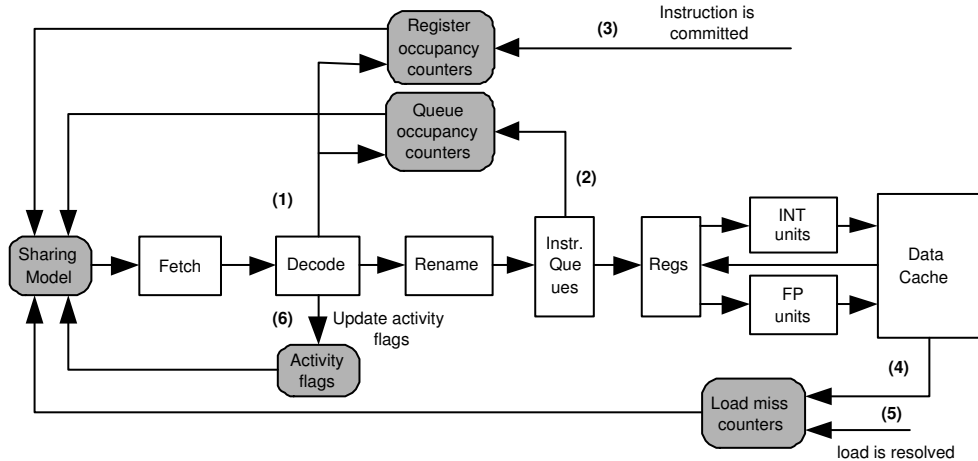 Register
occupancy
counters
(3)
Instruction is
committed
Queue
occupancy
counters
(1)
(2)
Sharing
Model
Fetch
Decode
Rename
Instr.
Que
ues
Regs
INT
units
FP
units
Data
Cache
(6)
Update activity
flags
Activity
flags
(4)
Load miss
counters
(5)
load is resolved